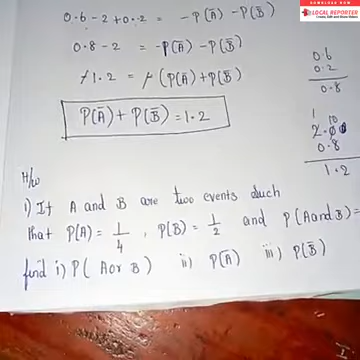 LOCAL REPORTER
0.6-2+0.2 = -P(Ā) - P(B̄)
0.8-2 = -P(Ā) - P(B̄)
-1.2 = -(P(Ā)+P(B̄))
P(Ā)+P(B̄)=1.2
0.6
0.2
0.8
1 10
2.00
0.8
1.2
H/W
1) If A and B are two events such
that P(A)= 1/4, P(B)= 1/2 and P(A and B)=
find i) P(A or B) ii) P(Ā) iii) P(B̄)